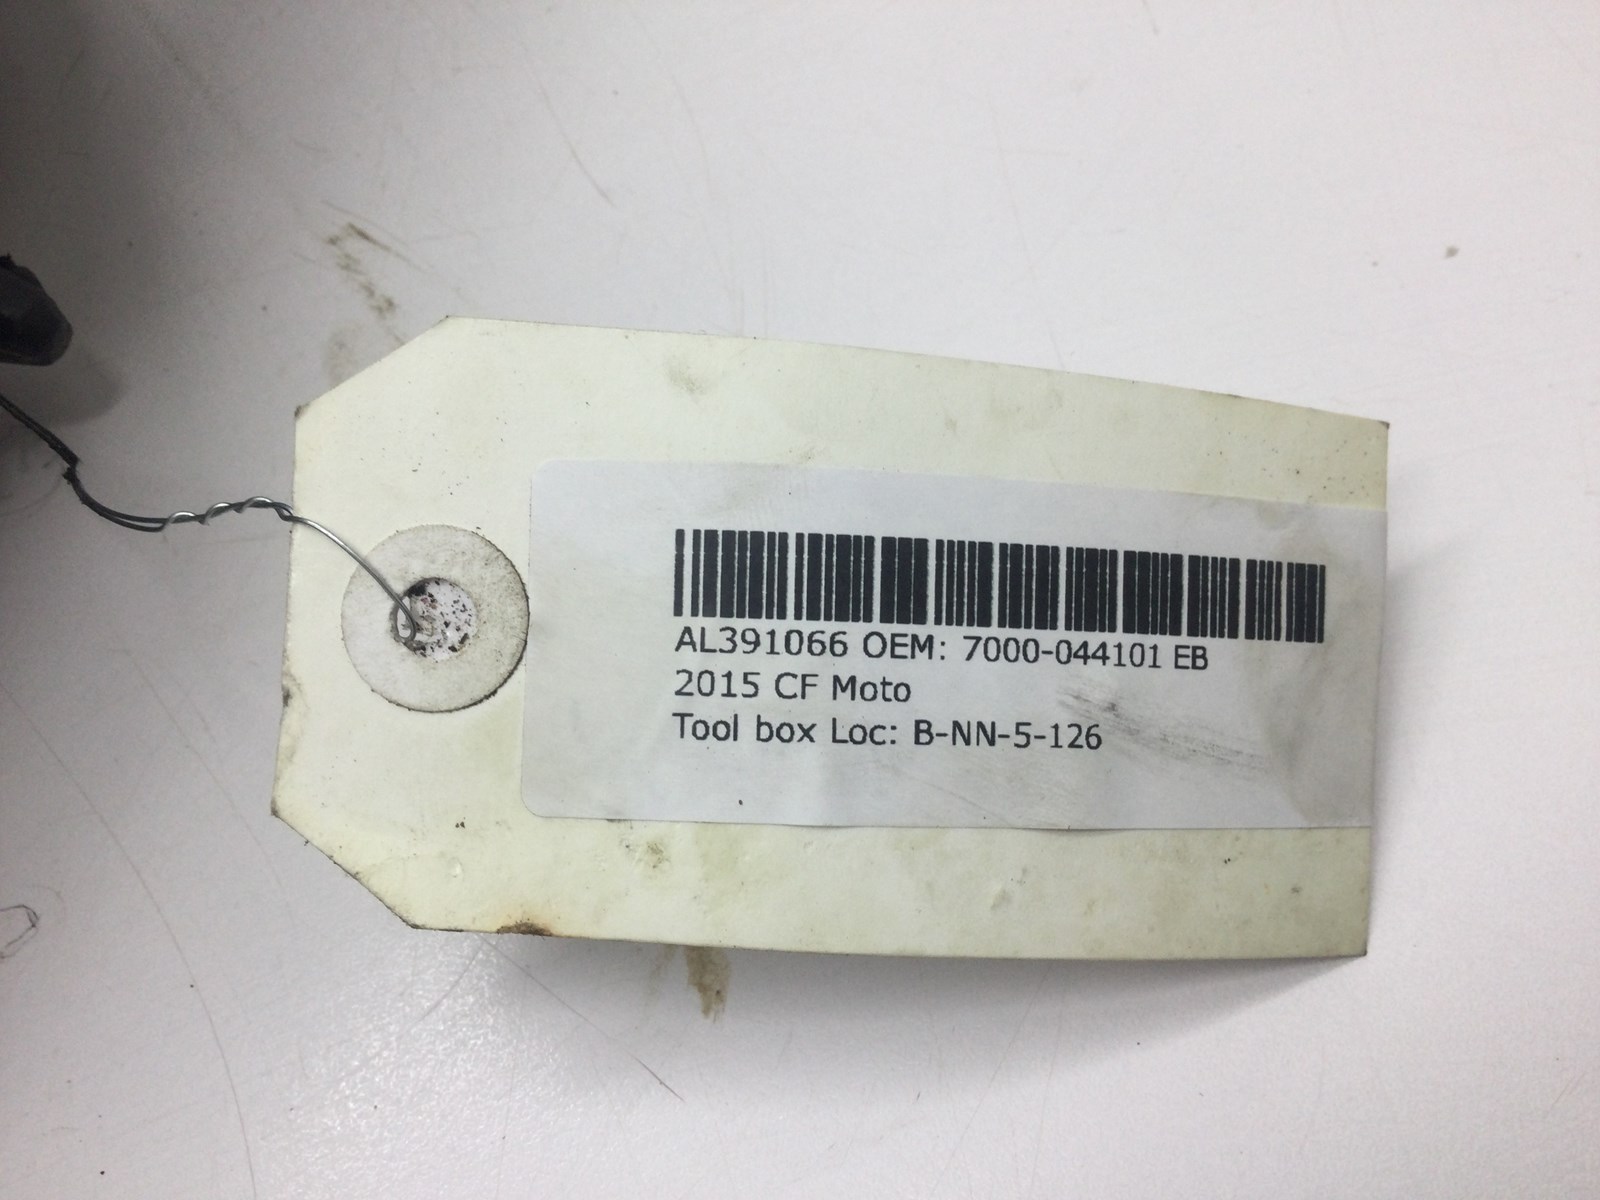 AL391066 OEM: 7000-044101 EB
2015 CF Moto
Tool box Loc: B-NN-5-126